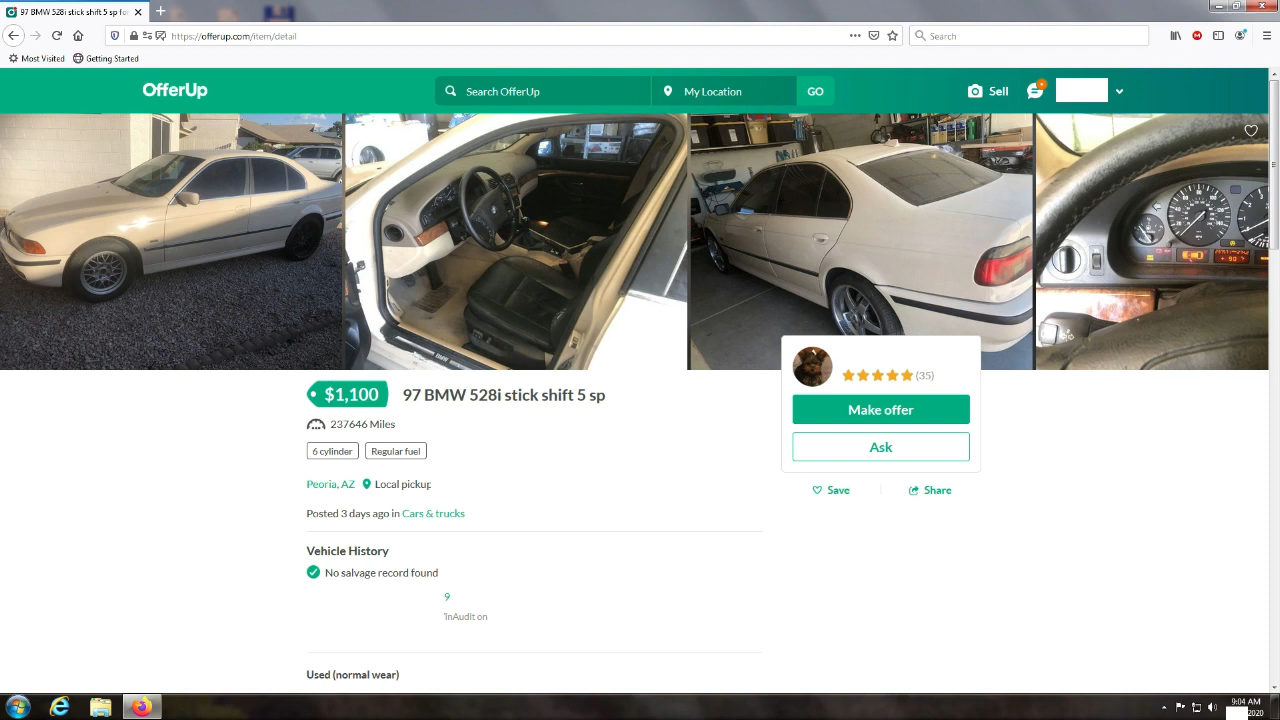 97 BMW 528i stick shift 5 sp for
https://offerup.com/item/detail
Search
Most Visited
Getting Started
OfferUp
Search OfferUp
My Location
GO
Sell
(35)
Make offer
Ask
Save
Share
$1,100
97 BMW 528i stick shift 5 sp
237646 Miles
6 cylinder
Regular fuel
Peoria, AZ
Local pickup
Posted 3 days ago in Cars & trucks
Vehicle History
No salvage record found
9
inAudit on
Used (normal wear)
9:04 AM
2020